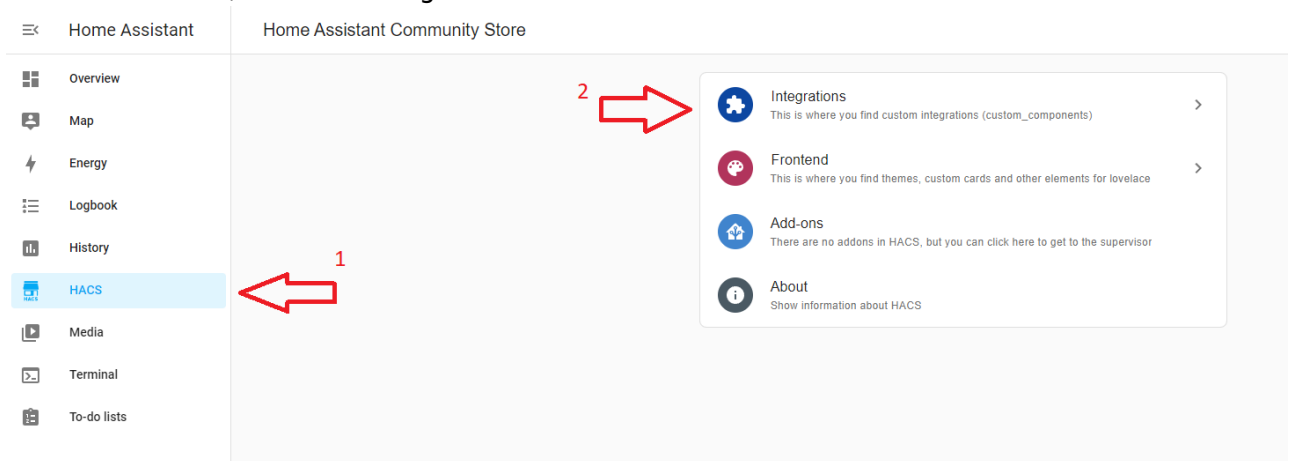 Home Assistant
Home Assistant Community Store
Overview
Map
Energy
Logbook
History
HACS
HACS
Media
Terminal
To-do lists
1
2
Integrations
This is where you find custom integrations (custom_components)
Frontend
This is where you find themes, custom cards and other elements for lovelace
Add-ons
There are no addons in HACS, but you can click here to get to the supervisor
About
Show information about HACS